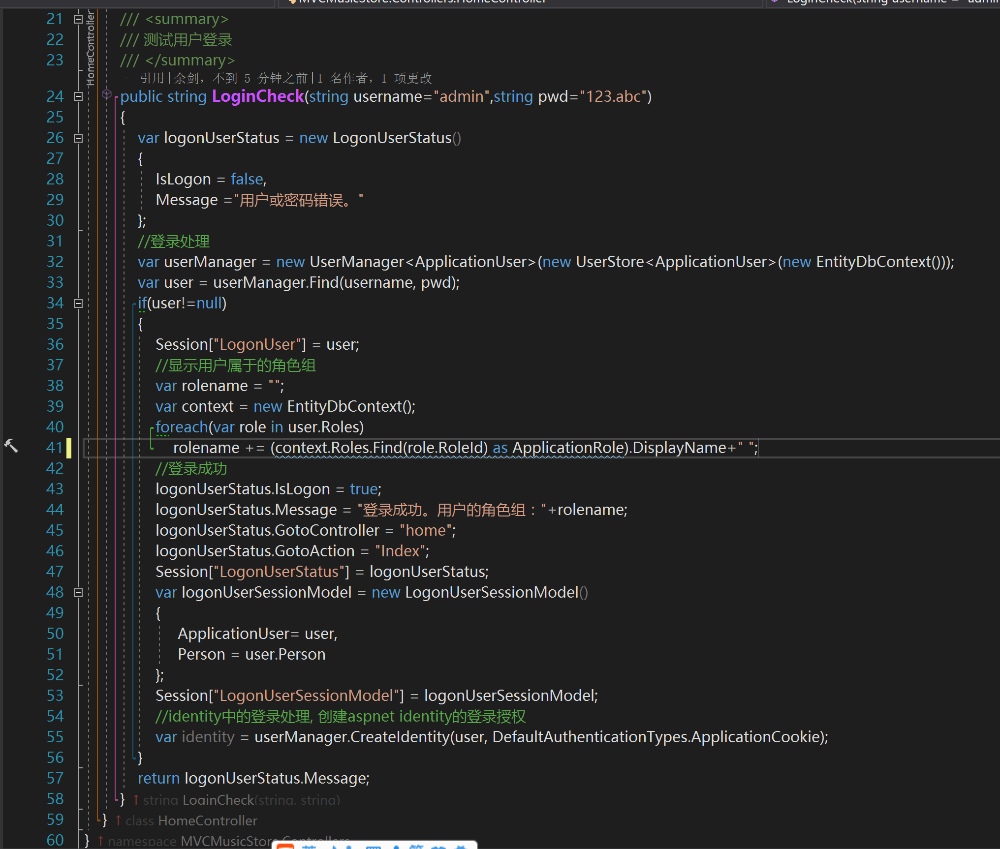 MVCMusicStore.Controllers.HomeController
LoginCheck(string username = "admin
HomeController
21 /// <summary>
22 /// 测试用户登录
23 /// </summary>
- 引用|余剑，不到 5 分钟之前|1 名作者，1 项更改
24 public string LoginCheck(string username="admin",string pwd="123.abc")
25 {
26 var logonUserStatus = new LogonUserStatus()
27 {
28 IsLogon = false,
29 Message ="用户或密码错误。"
30 };
31 //登录处理
32 var userManager = new UserManager<ApplicationUser>(new UserStore<ApplicationUser>(new EntityDbContext()));
33 var user = userManager.Find(username, pwd);
34 if(user!=null)
35 {
36 Session["LogonUser"] = user;
37 //显示用户属于的角色组
38 var rolename = "";
39 var context = new EntityDbContext();
40 foreach(var role in user.Roles)
41 rolename += (context.Roles.Find(role.RoleId) as ApplicationRole).DisplayName+" ";
42 //登录成功
43 logonUserStatus.IsLogon = true;
44 logonUserStatus.Message = "登录成功。用户的角色组："+rolename;
45 logonUserStatus.GotoController = "home";
46 logonUserStatus.GotoAction = "Index";
47 Session["LogonUserStatus"] = logonUserStatus;
48 var logonUserSessionModel = new LogonUserSessionModel()
49 {
50 ApplicationUser= user,
51 Person = user.Person
52 };
53 Session["LogonUserSessionModel"] = logonUserSessionModel;
54 //identity中的登录处理, 创建aspnet identity的登录授权
55 var identity = userManager.CreateIdentity(user, DefaultAuthenticationTypes.ApplicationCookie);
56 }
57 return logonUserStatus.Message;
58 } ↑ string LoginCheck(string, string)
59 } ↑ class HomeController
60 } ↑ namespace MVCMusicStore.Controllers